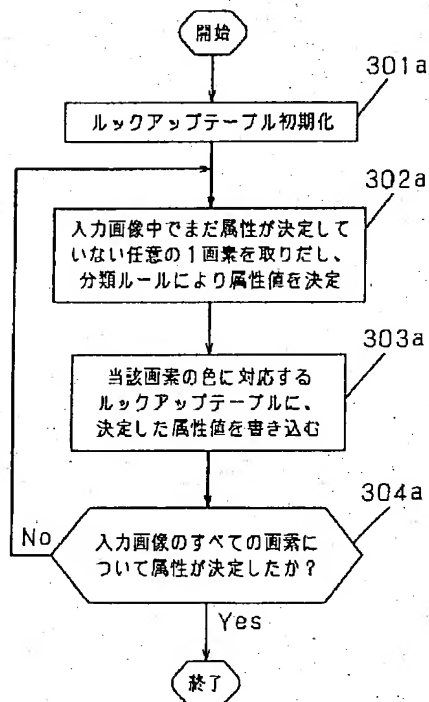 開始
301a
ルックアップテーブル初期化
302a
入力画像中でまだ属性が決定して
いない任意の1画素を取りだし、
分類ルールにより属性値を決定
303a
当該画素の色に対応する
ルックアップテーブルに、
決定した属性値を書き込む
304a
No
入力画像のすべての画素に
ついて属性が決定したか?
Yes
終了